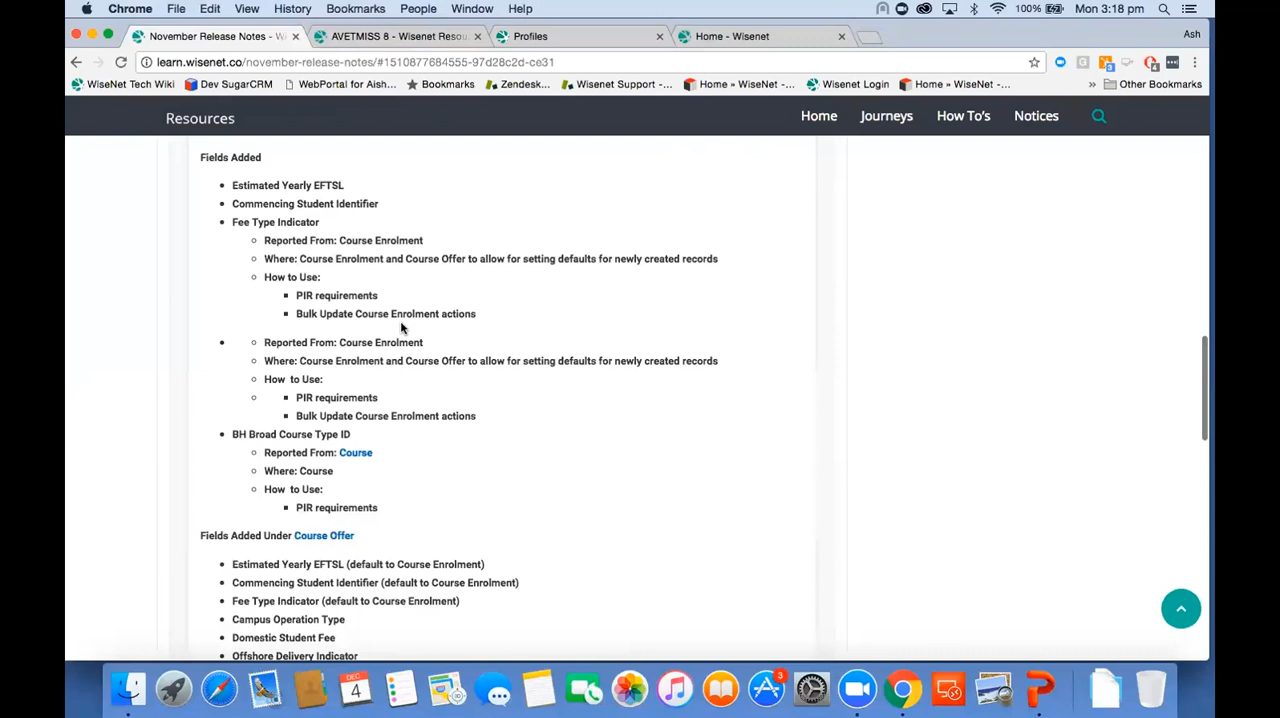 Chrome File Edit View History Bookmarks People Window Help 100% Mon 3:18 pm
November Release Notes - W AVETMISS 8 - Wisenet Resou Profiles Home - Wisenet Ash
learn.wisenet.co/november-release-notes/#1510877684555-97d28c2d-ce31
WiseNet Tech Wiki Dev SugarCRM WebPortal for Aish... Bookmarks Zendesk... Wisenet Support -... Home » WiseNet -... Wisenet Login Home » WiseNet -... » Other Bookmarks
Resources Home Journeys How To's Notices
Fields Added
Estimated Yearly EFTSL
Commencing Student Identifier
Fee Type Indicator
Reported From: Course Enrolment
Where: Course Enrolment and Course Offer to allow for setting defaults for newly created records
How to Use:
PIR requirements
Bulk Update Course Enrolment actions
Reported From: Course Enrolment
Where: Course Enrolment and Course Offer to allow for setting defaults for newly created records
How to Use:
PIR requirements
Bulk Update Course Enrolment actions
BH Broad Course Type ID
Reported From: Course
Where: Course
How to Use:
PIR requirements
Fields Added Under Course Offer
Estimated Yearly EFTSL (default to Course Enrolment)
Commencing Student Identifier (default to Course Enrolment)
Fee Type Indicator (default to Course Enrolment)
Campus Operation Type
Domestic Student Fee
Offshore Delivery Indicator
DEC
4
3